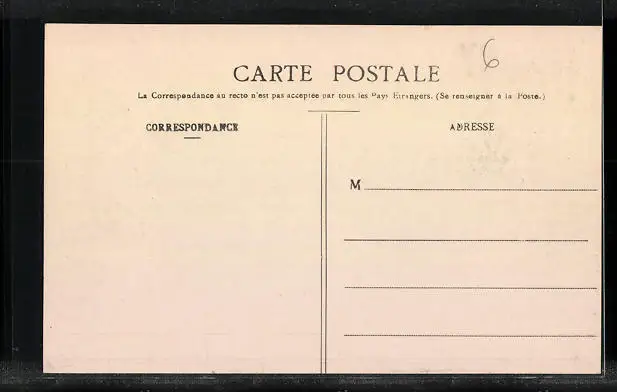 6
CARTE POSTALE
La Correspondance au recto n'est pas acceptée par tous les Pays Etrangers. (Se renseigner à la Poste.)
CORRESPONDANCE
ADRESSE
M